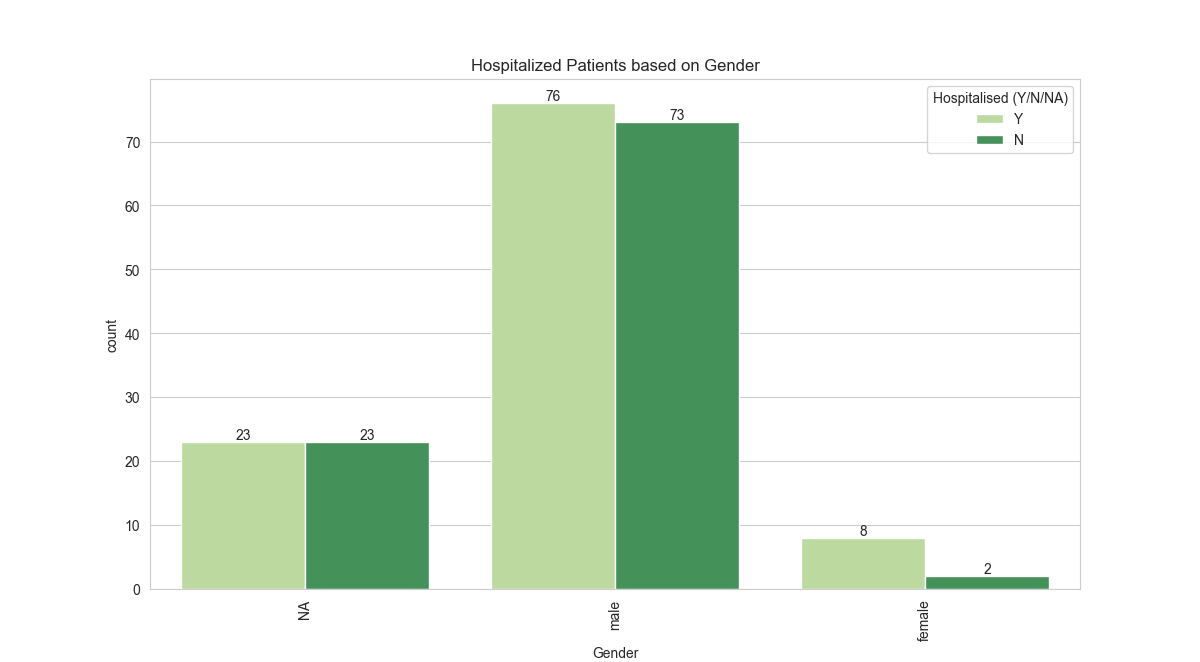 Hospitalized Patients based on Gender
Hospitalised (Y/N/NA)
Y
N
count
70
60
50
40
30
20
10
0
23
23
76
73
8
2
NA
male
female
Gender